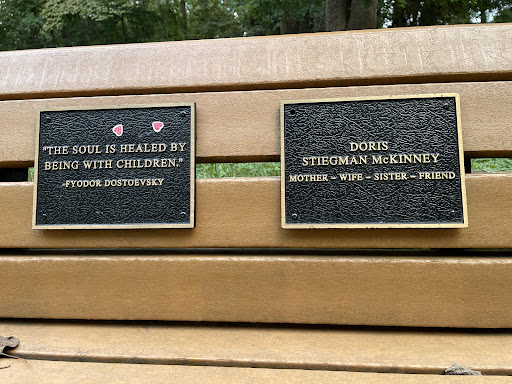 "THE SOUL IS HEALED BY
BEING WITH CHILDREN."
-FYODOR DOSTOEVSKY
DORIS
STIEGMAN McKINNEY
MOTHER – WIFE – SISTER – FRIEND